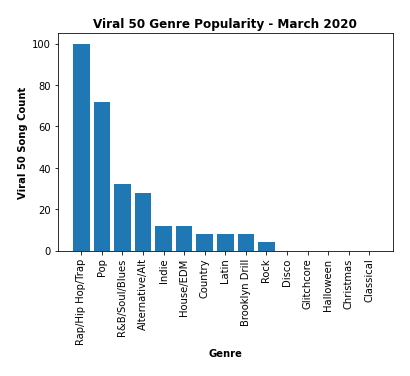 Viral 50 Genre Popularity - March 2020
100
80
60
40
20
0
Viral 50 Song Count
Rap/Hip Hop/Trap
Pop
R&B/Soul/Blues
Alternative/Alt
Indie
House/EDM
Country
Latin
Brooklyn Drill
Rock
Disco
Glitchcore
Halloween
Christmas
Classical
Genre